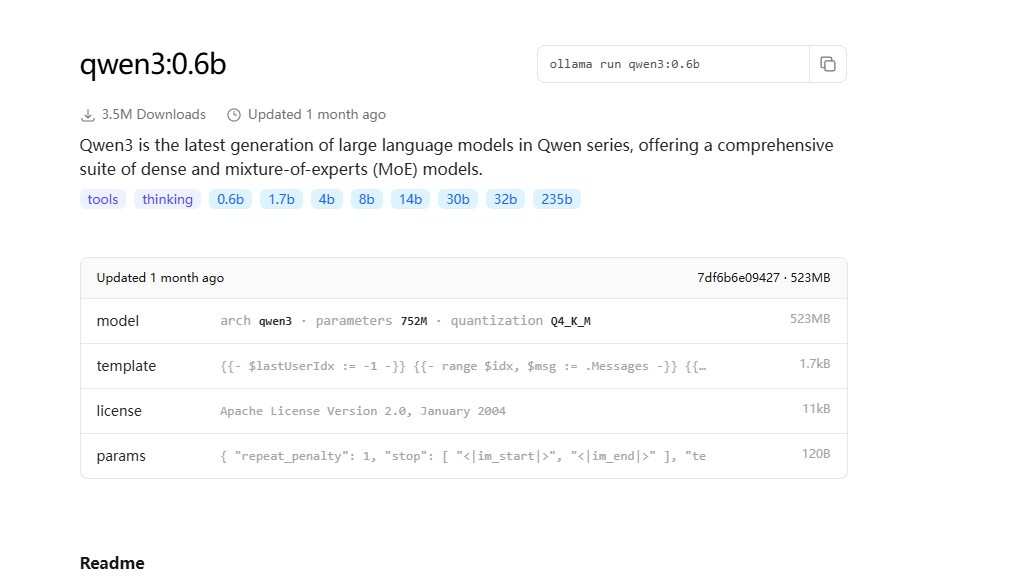 qwen3:0.6b
ollama run qwen3:0.6b
3.5M Downloads Updated 1 month ago
Qwen3 is the latest generation of large language models in Qwen series, offering a comprehensive
suite of dense and mixture-of-experts (MoE) models.
tools thinking 0.6b 1.7b 4b 8b 14b 30b 32b 235b
Updated 1 month ago 7df6b6e09427 · 523MB
model arch qwen3 · parameters 752M · quantization Q4_K_M 523MB
template {{- $lastUserIdx := -1 -}} {{- range $idx, $msg := .Messages -}} {{… 1.7kB
license Apache License Version 2.0, January 2004 11kB
params { "repeat_penalty": 1, "stop": [ "<|im_start|>", "<|im_end|>" ], "te 120B
Readme